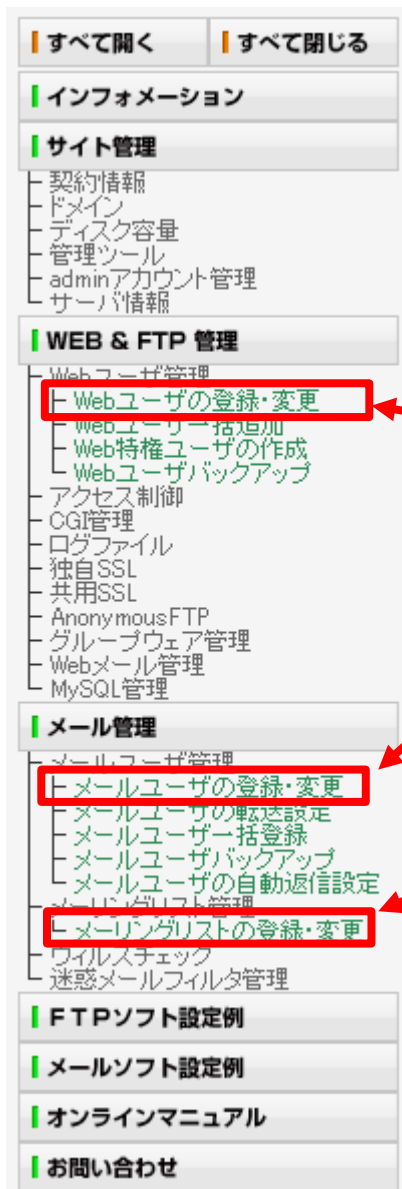 すべて開く すべて閉じる
インフォメーション
サイト管理
契約情報
ドメイン
ディスク容量
管理ツール
adminアカウント管理
サーバ情報
WEB & FTP 管理
Webユーザ管理
Webユーザの登録・変更
Webユーザ一括追加
Web特権ユーザの作成
Webユーザバックアップ
アクセス制御
CGI管理
ログファイル
独自SSL
共用SSL
AnonymousFTP
グループウェア管理
Webメール管理
MySQL管理
メール管理
メールユーザ管理
メールユーザの登録・変更
メールユーザの転送設定
メールユーザ一括登録
メールユーザバックアップ
メールユーザの自動返信設定
メーリングリスト管理
メーリングリストの登録・変更
ウィルスチェック
迷惑メールフィルタ管理
ＦＴＰソフト設定例
メールソフト設定例
オンラインマニュアル
お問い合わせ